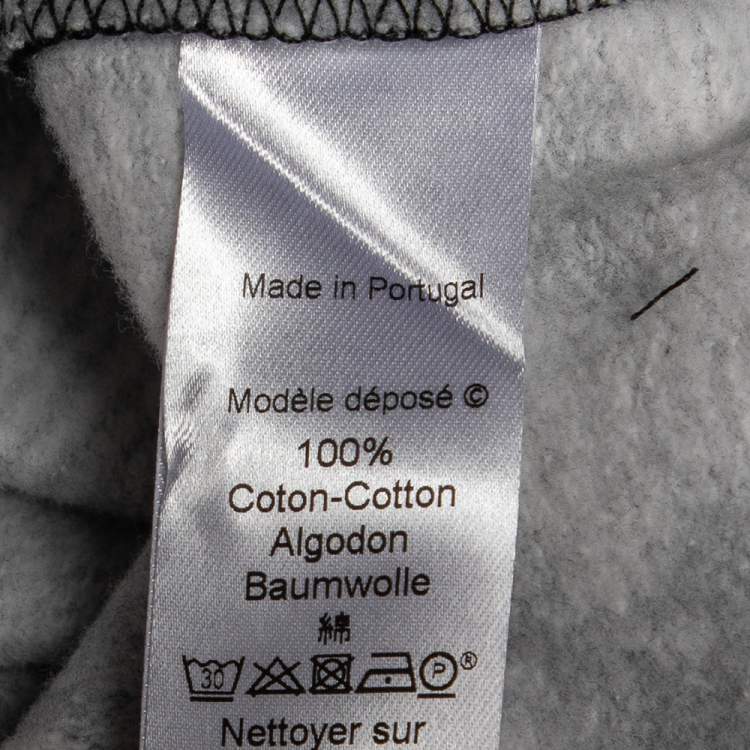 Made in Portugal
Modèle déposé ©
100%
Coton-Cotton
Algodon
Baumwolle
綿
30 P ®
Nettoyer sur